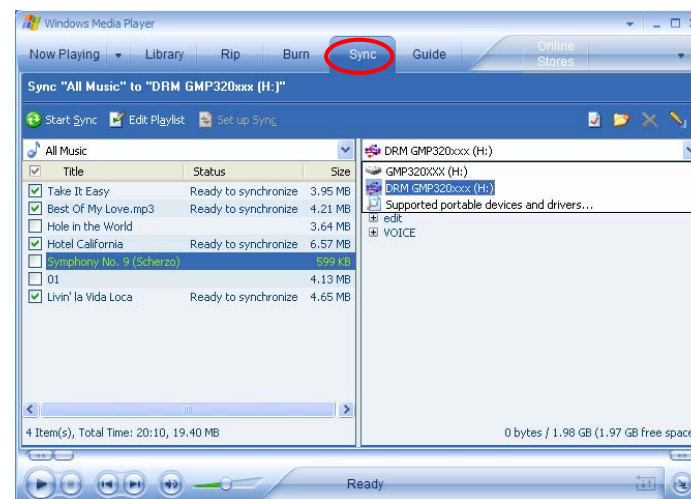 Windows Media Player
Now Playing Library Rip Burn Sync Guide Online Stores
Sync "All Music" to "DRM GMP320xxx (H:)"
Start Sync Edit Playlist Set up Sync
All Music
Title Status Size
Take It Easy Ready to synchronize 3.95 MB
Best Of My Love.mp3 Ready to synchronize 4.21 MB
Hole in the World 3.64 MB
Hotel California Ready to synchronize 6.57 MB
Symphony No. 9 (Scherzo) 599 KB
01 4.13 MB
Livin' la Vida Loca Ready to synchronize 4.65 MB
4 Item(s), Total Time: 20:10, 19.40 MB
DRM GMP320xxx (H:)
GMP320XXX (H:)
DRM GMP320xxx (H:)
Supported portable devices and drivers...
edit
VOICE
0 bytes / 1.98 GB (1.97 GB free space
Ready